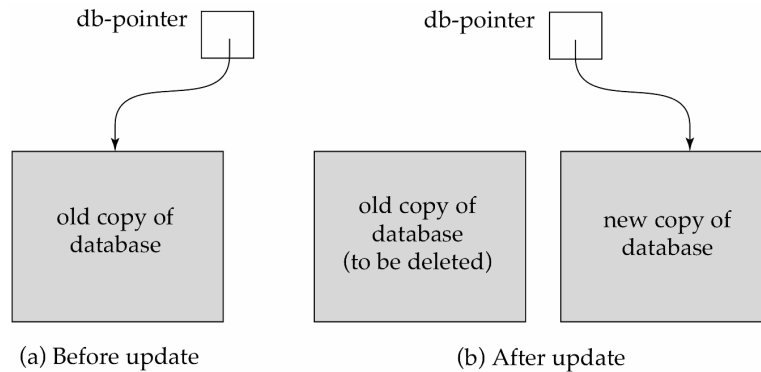 db-pointer
old copy of
database
(a) Before update
db-pointer
old copy of
database
(to be deleted)
new copy of
database
(b) After update